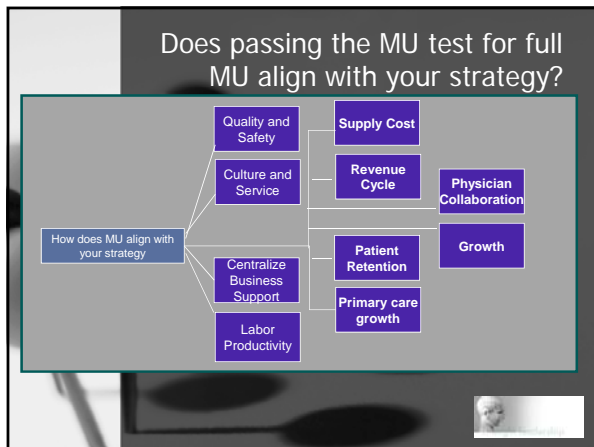 Does passing the MU test for full
MU align with your strategy?
How does MU align with
your strategy
Quality and
Safety
Culture and
Service
Centralize
Business
Support
Labor
Productivity
Supply Cost
Revenue
Cycle
Patient
Retention
Primary care
growth
Physician
Collaboration
Growth